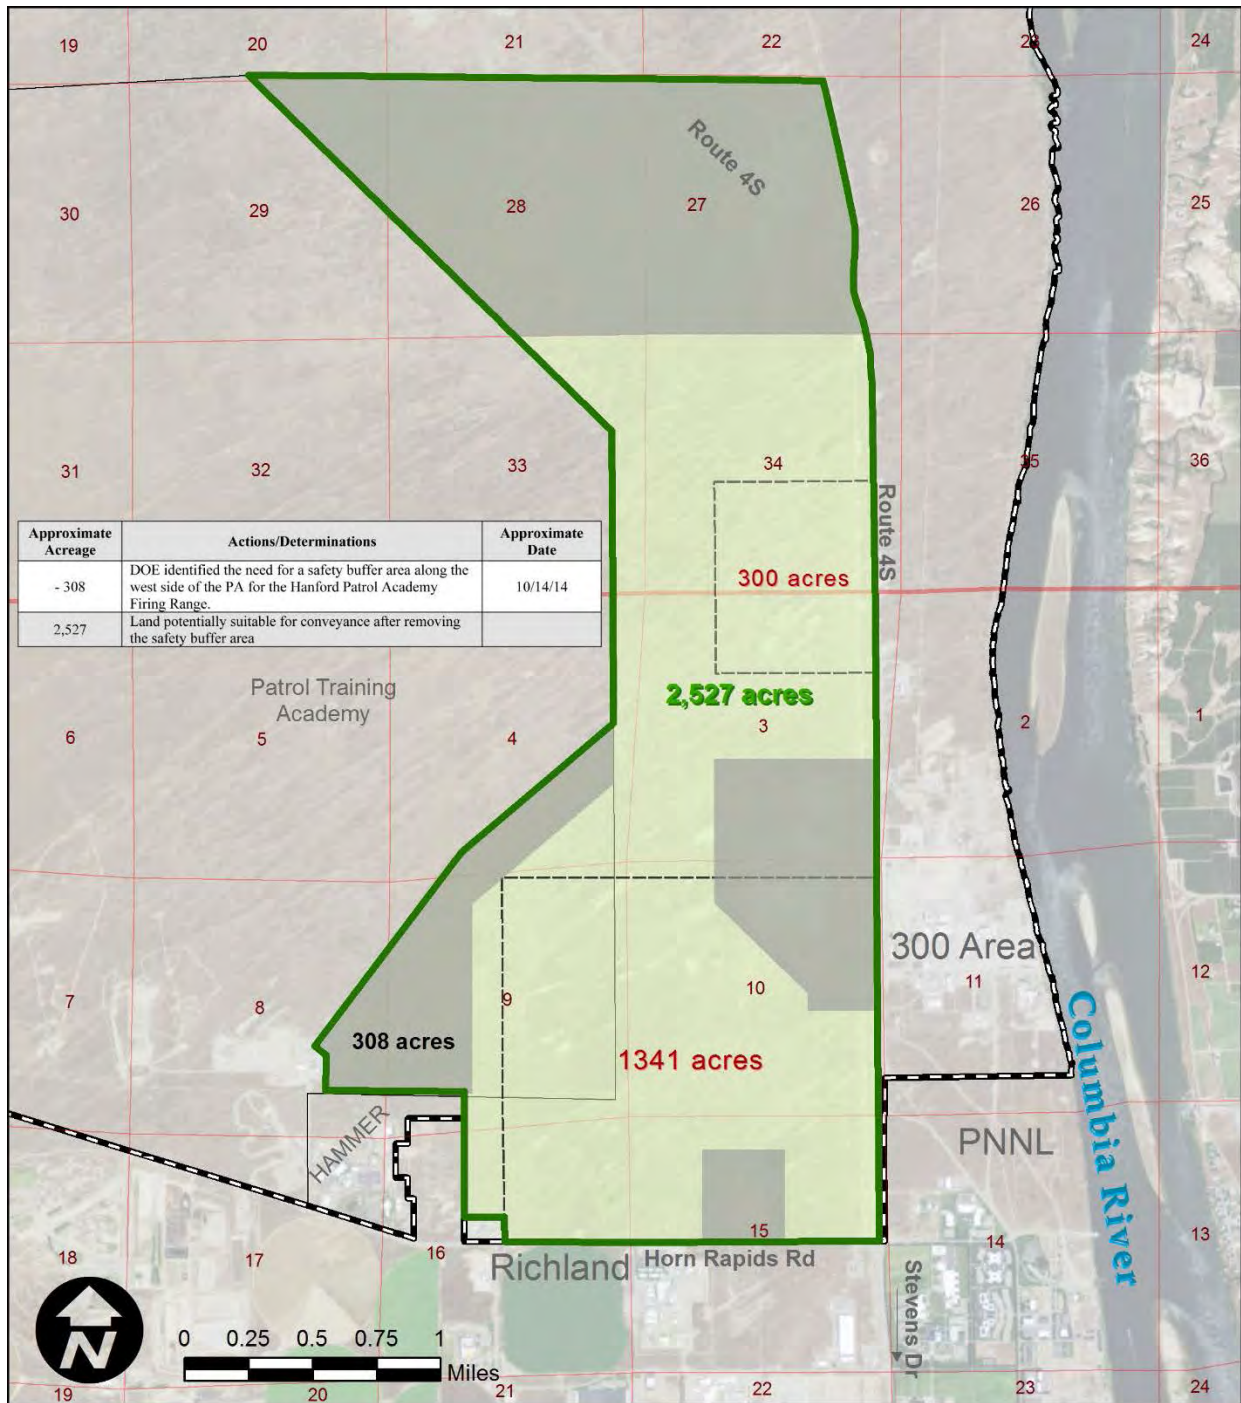 19
20
21
22
23
24
Route 4S
30
29
28
27
26
25
31
32
33
34
35
36
Route 4S
Approximate Acreage
Actions/Determinations
Approximate Date
- 308
DOE identified the need for a safety buffer area along the
west side of the PA for the Hanford Patrol Academy
Firing Range.
10/14/14
2,527
Land potentially suitable for conveyance after removing
the safety buffer area
300 acres
2,527 acres
Patrol Training
Academy
6
5
4
3
2
1
300 Area
7
8
9
10
11
12
308 acres
1341 acres
Columbia River
HAMMER
PNNL
18
17
16
15
14
13
Richland
Horn Rapids Rd
Stevens Dr
N
0 0.25 0.5 0.75 1
Miles
19
20
21
22
23
24